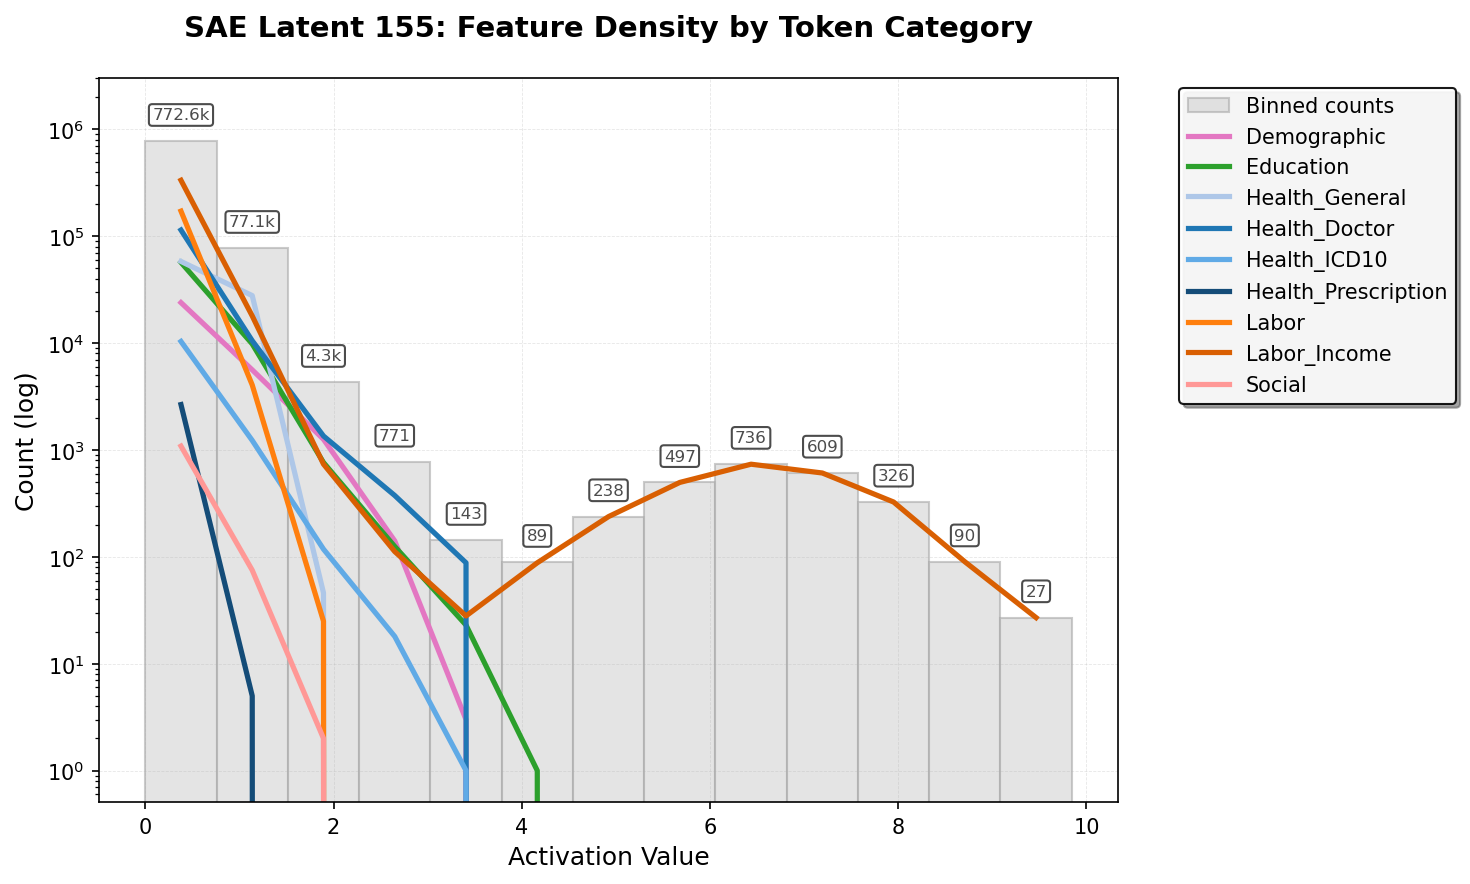 SAE Latent 155: Feature Density by Token Category
772.6k
77.1k
4.3k
771
143
89
238
497
736
609
326
90
27
Count (log)
10⁶
10⁵
10⁴
10³
10²
10¹
10⁰
0
2
4
6
8
10
Activation Value
Binned counts
Demographic
Education
Health_General
Health_Doctor
Health_ICD10
Health_Prescription
Labor
Labor_Income
Social